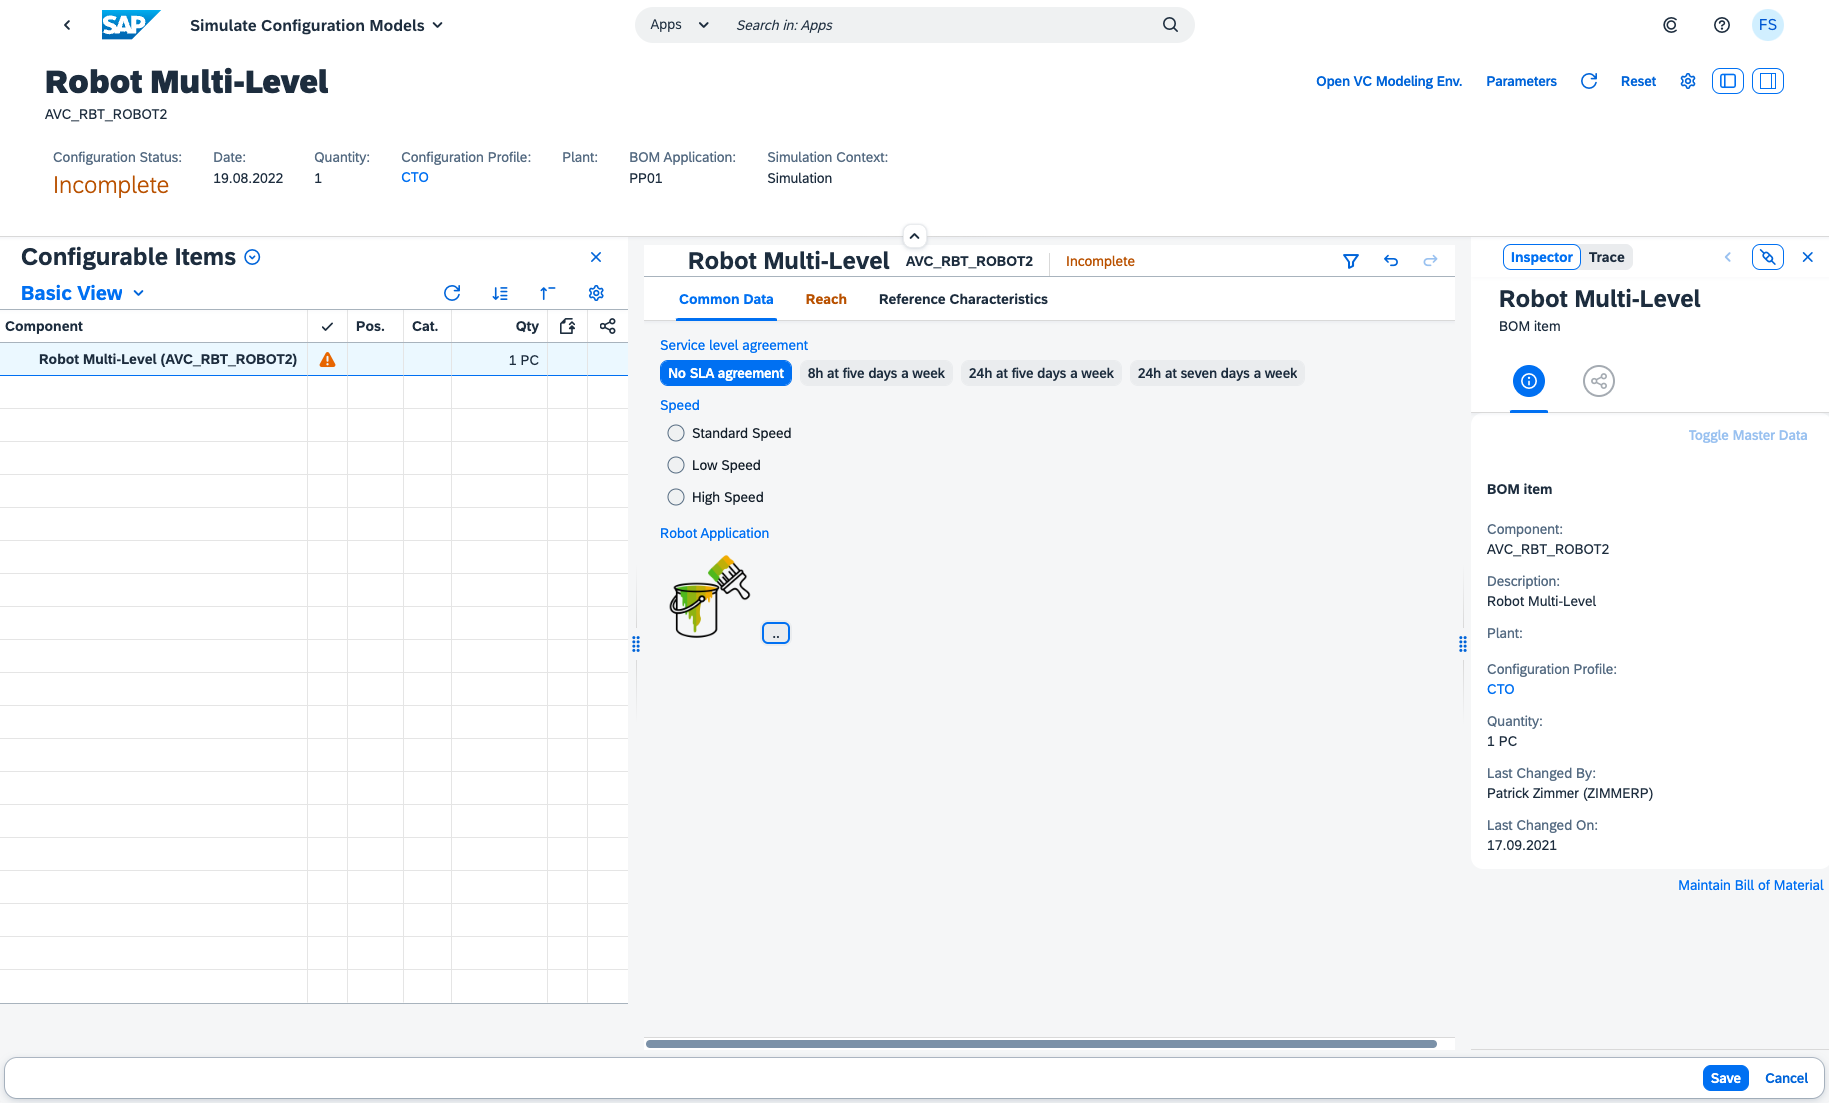 SAP
Simulate Configuration Models
Apps
Search in: Apps
FS
Robot Multi-Level
AVC_RBT_ROBOT2
Open VC Modeling Env.
Parameters
Reset
Configuration Status:
Incomplete
Date:
19.08.2022
Quantity:
1
Configuration Profile:
CTO
Plant:
BOM Application:
PP01
Simulation Context:
Simulation
Configurable Items
Basic View
Component
Pos.
Cat.
Qty
Robot Multi-Level (AVC_RBT_ROBOT2)
1 PC
Robot Multi-Level
AVC_RBT_ROBOT2
Incomplete
Common Data
Reach
Reference Characteristics
Service level agreement
No SLA agreement
8h at five days a week
24h at five days a week
24h at seven days a week
Speed
Standard Speed
Low Speed
High Speed
Robot Application
..
Inspector
Trace
Robot Multi-Level
BOM item
Toggle Master Data
BOM item
Component:
AVC_RBT_ROBOT2
Description:
Robot Multi-Level
Plant:
Configuration Profile:
CTO
Quantity:
1 PC
Last Changed By:
Patrick Zimmer (ZIMMERP)
Last Changed On:
17.09.2021
Maintain Bill of Material
Save
Cancel